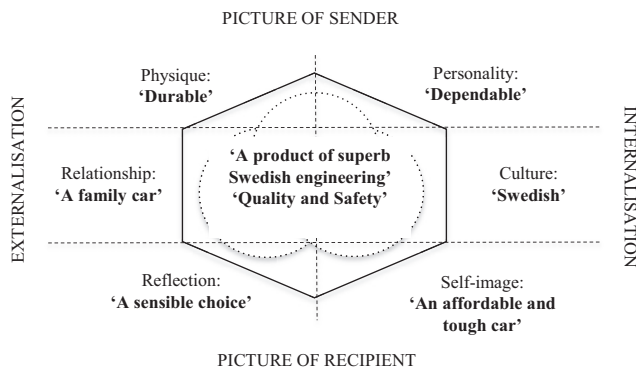 PICTURE OF SENDER
Physique:
‘Durable’
Personality:
‘Dependable’
EXTERNALISATION
INTERNALISATION
Relationship:
‘A family car’
‘A product of superb
Swedish engineering’
‘Quality and Safety’
Culture:
‘Swedish’
Reflection:
‘A sensible choice’
Self-image:
‘An affordable and
tough car’
PICTURE OF RECIPIENT